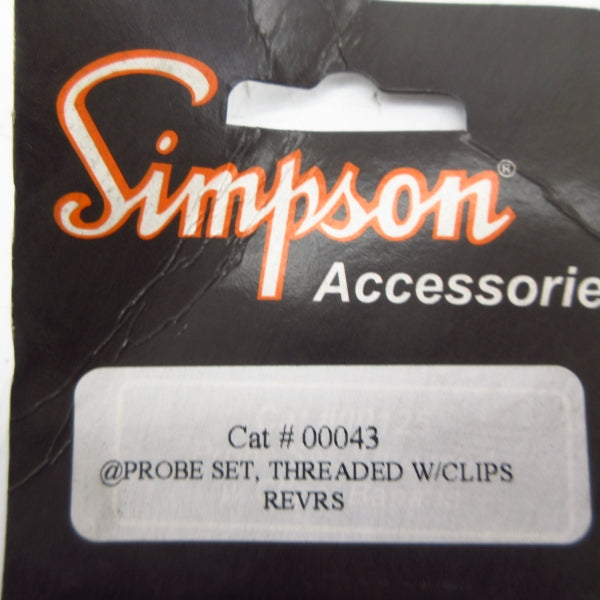 Simpson®
Accessorie
Cat # 00043
@PROBE SET, THREADED W/CLIPS
REVRS